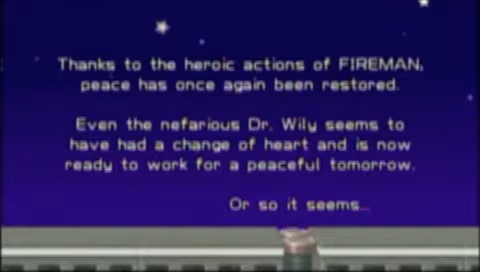 Thanks to the heroic actions of FIREMAN,
peace has once again been restored.
Even the nefarious Dr. Wily seems to
have had a change of heart and is now
ready to work for a peaceful tomorrow.
Or so it seems...